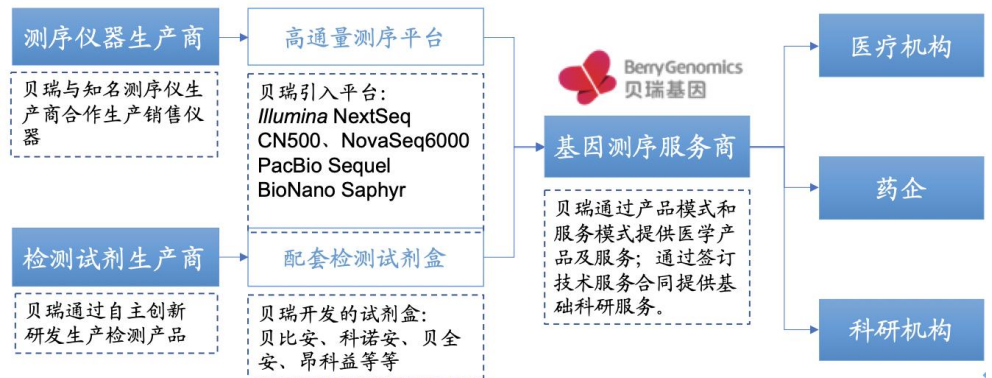 测序仪器生产商
贝瑞与知名测序仪生
产商合作生产销售仪
器
高通量测序平台
贝瑞引入平台：
Illumina NextSeq
CN500、NovaSeq6000
PacBio Sequel
BioNano Saphyr
检测试剂生产商
贝瑞通过自主创新
研发生产检测产品
配套检测试剂盒
贝瑞开发的试剂盒：
贝比安、科诺安、贝全
安、昂科益等等
BerryGenomics
贝瑞基因
基因测序服务商
贝瑞通过产品模式和
服务模式提供医学产
品及服务；通过签订
技术服务合同提供基
础科研服务。
医疗机构
药企
科研机构